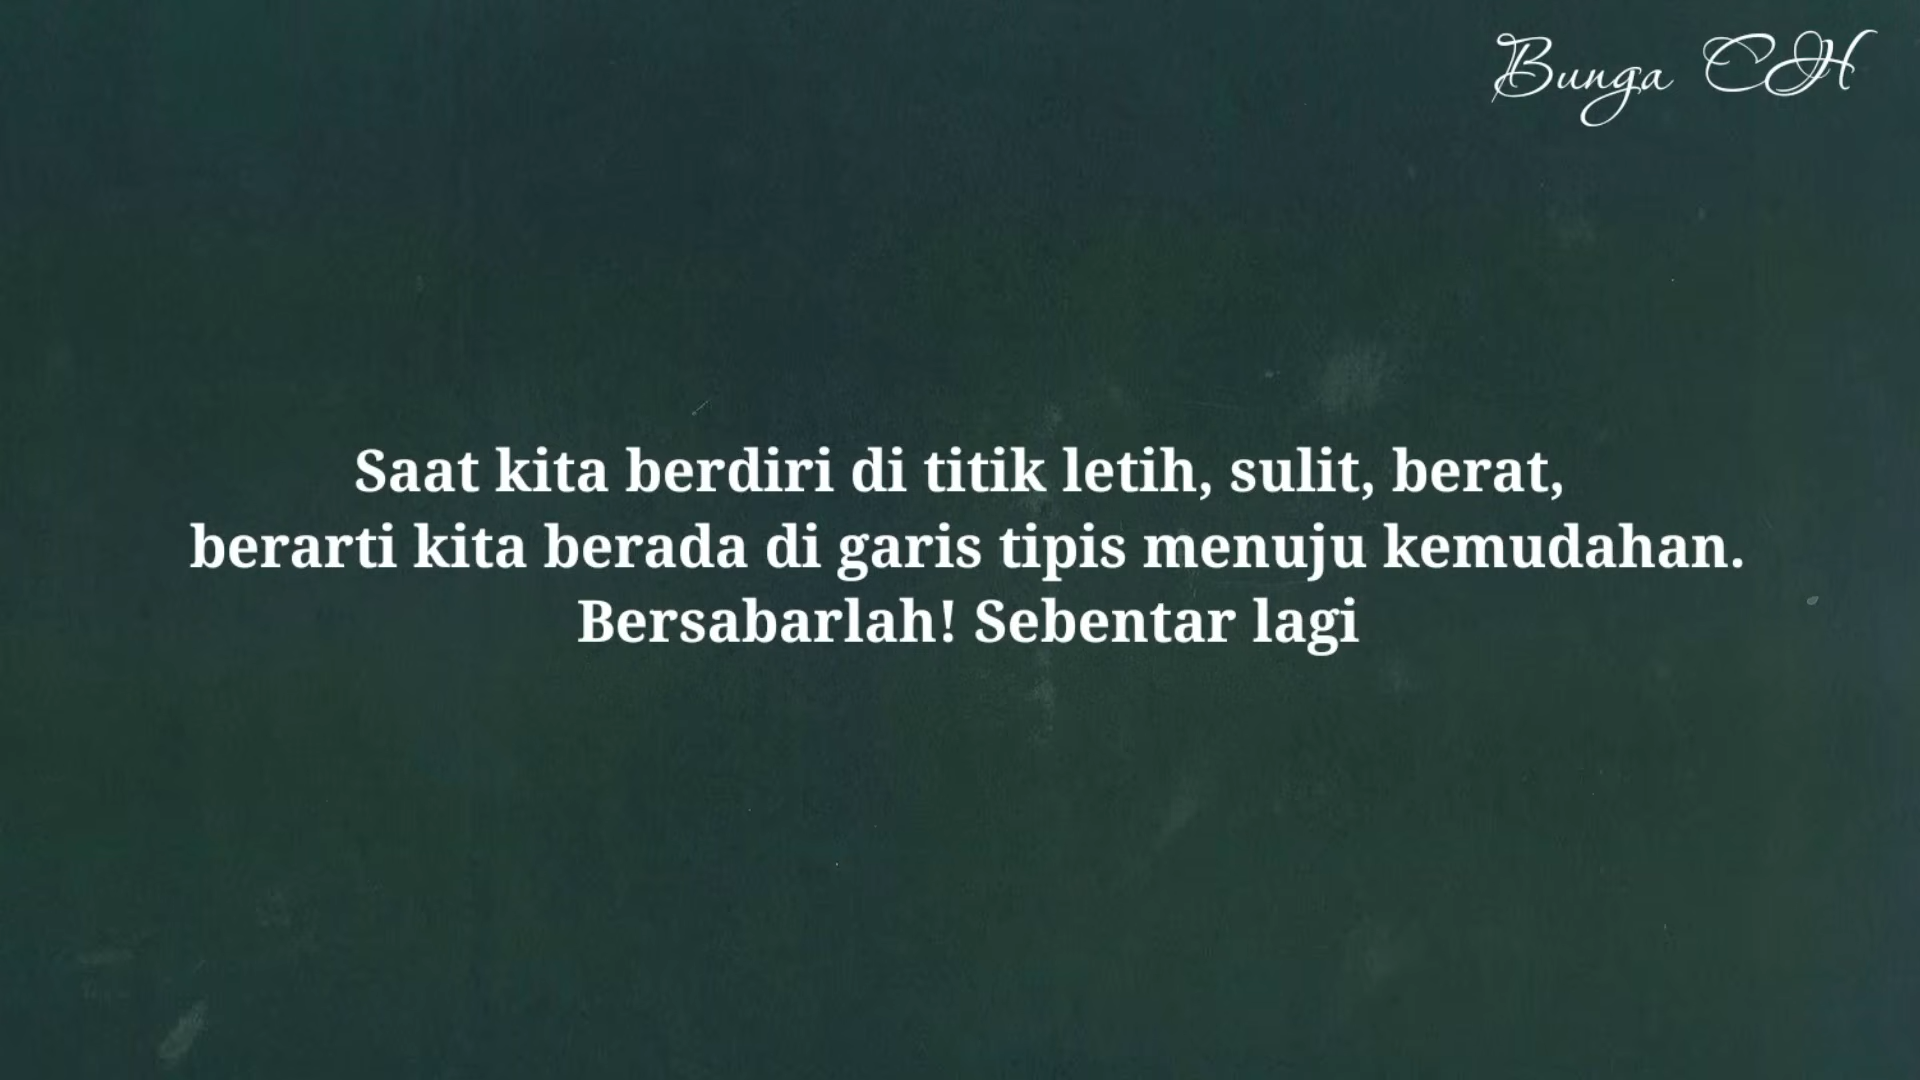 Bunga CH
Saat kita berdiri di titik letih, sulit, berat,
berarti kita berada di garis tipis menuju kemudahan.
Bersabarlah! Sebentar lagi